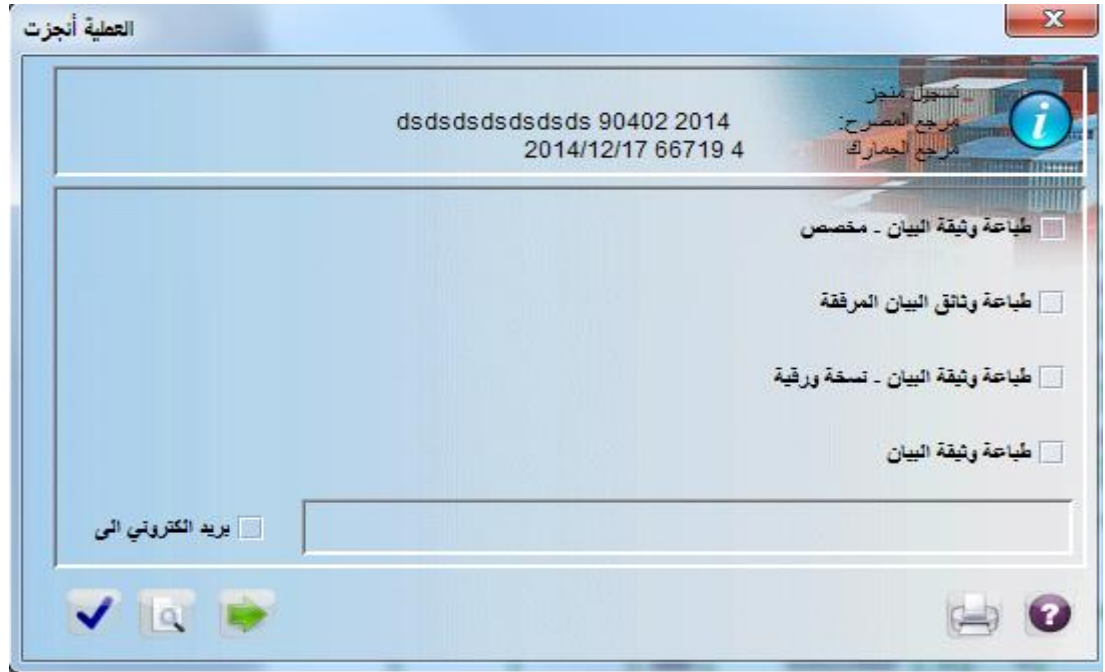 العملية أنجزت
تسجيل منجز
مرجع المصرح: dsdsdsdsdsdsds 90402 2014
مرجع الجمارك 2014/12/17 66719 4
طباعة وثيقة البيان - مخصص
طباعة وثائق البيان المرفقة
طباعة وثيقة البيان - نسخة ورقية
طباعة وثيقة البيان
بريد الكتروني الى